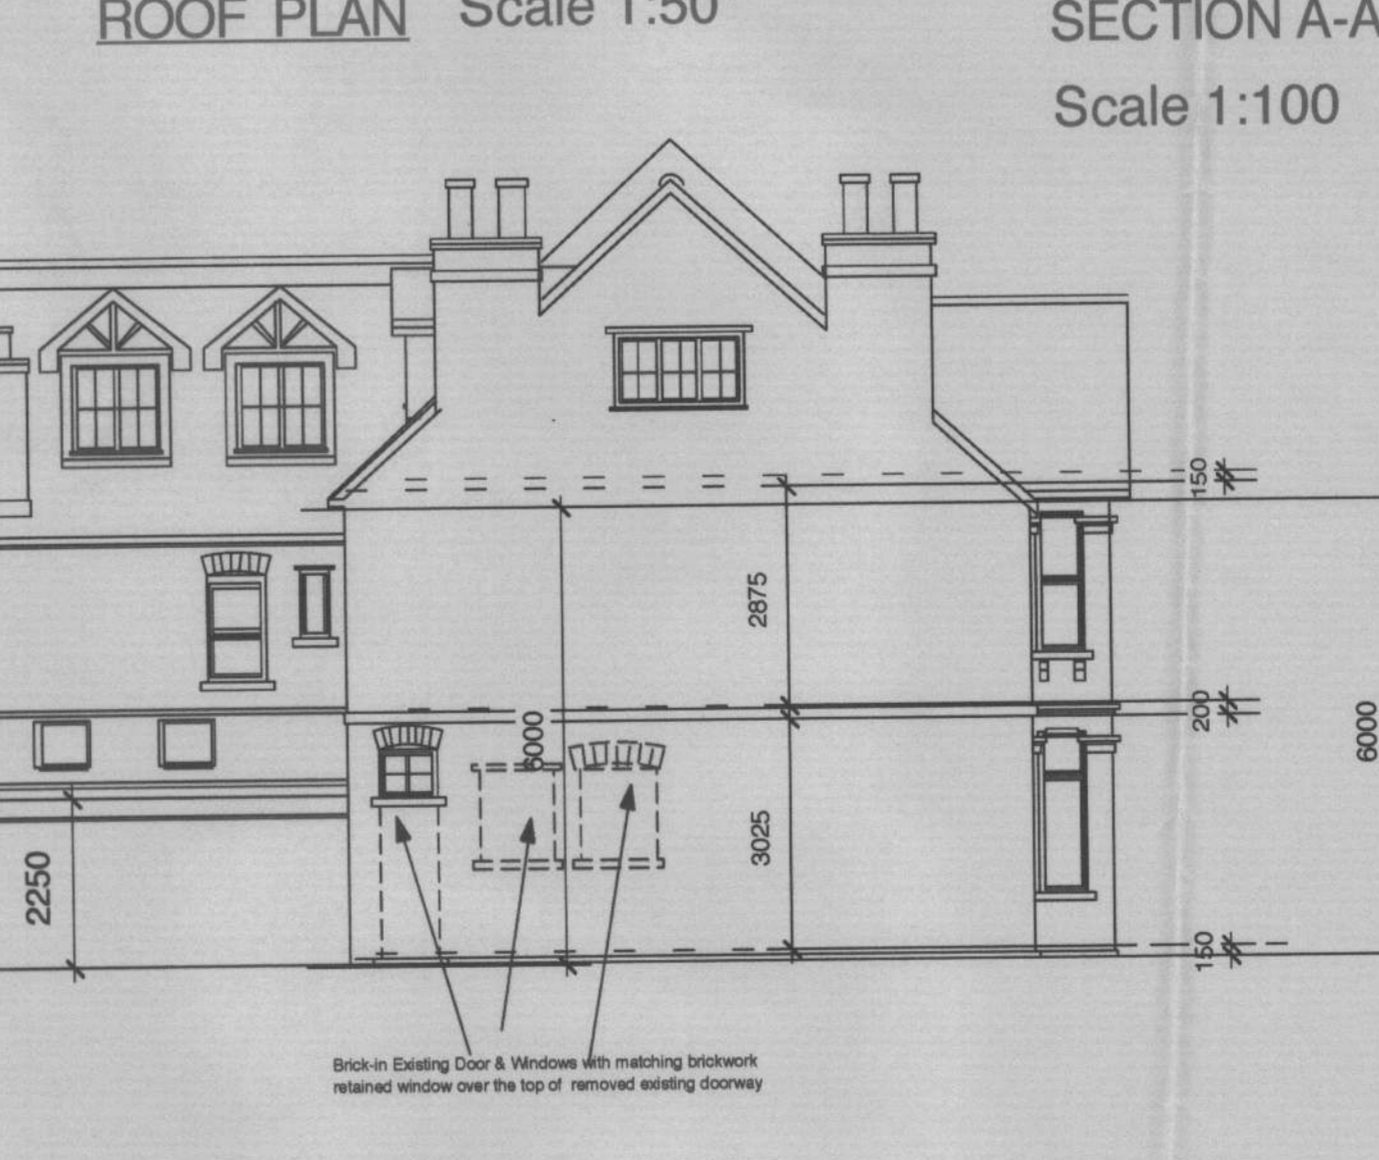 ROOF PLAN Scale 1:50
SECTION A-A
Scale 1:100
150
2875
200
6000
6000
3025
2250
150
Brick-in Existing Door & Windows with matching brickwork
retained window over the top of removed existing doorway